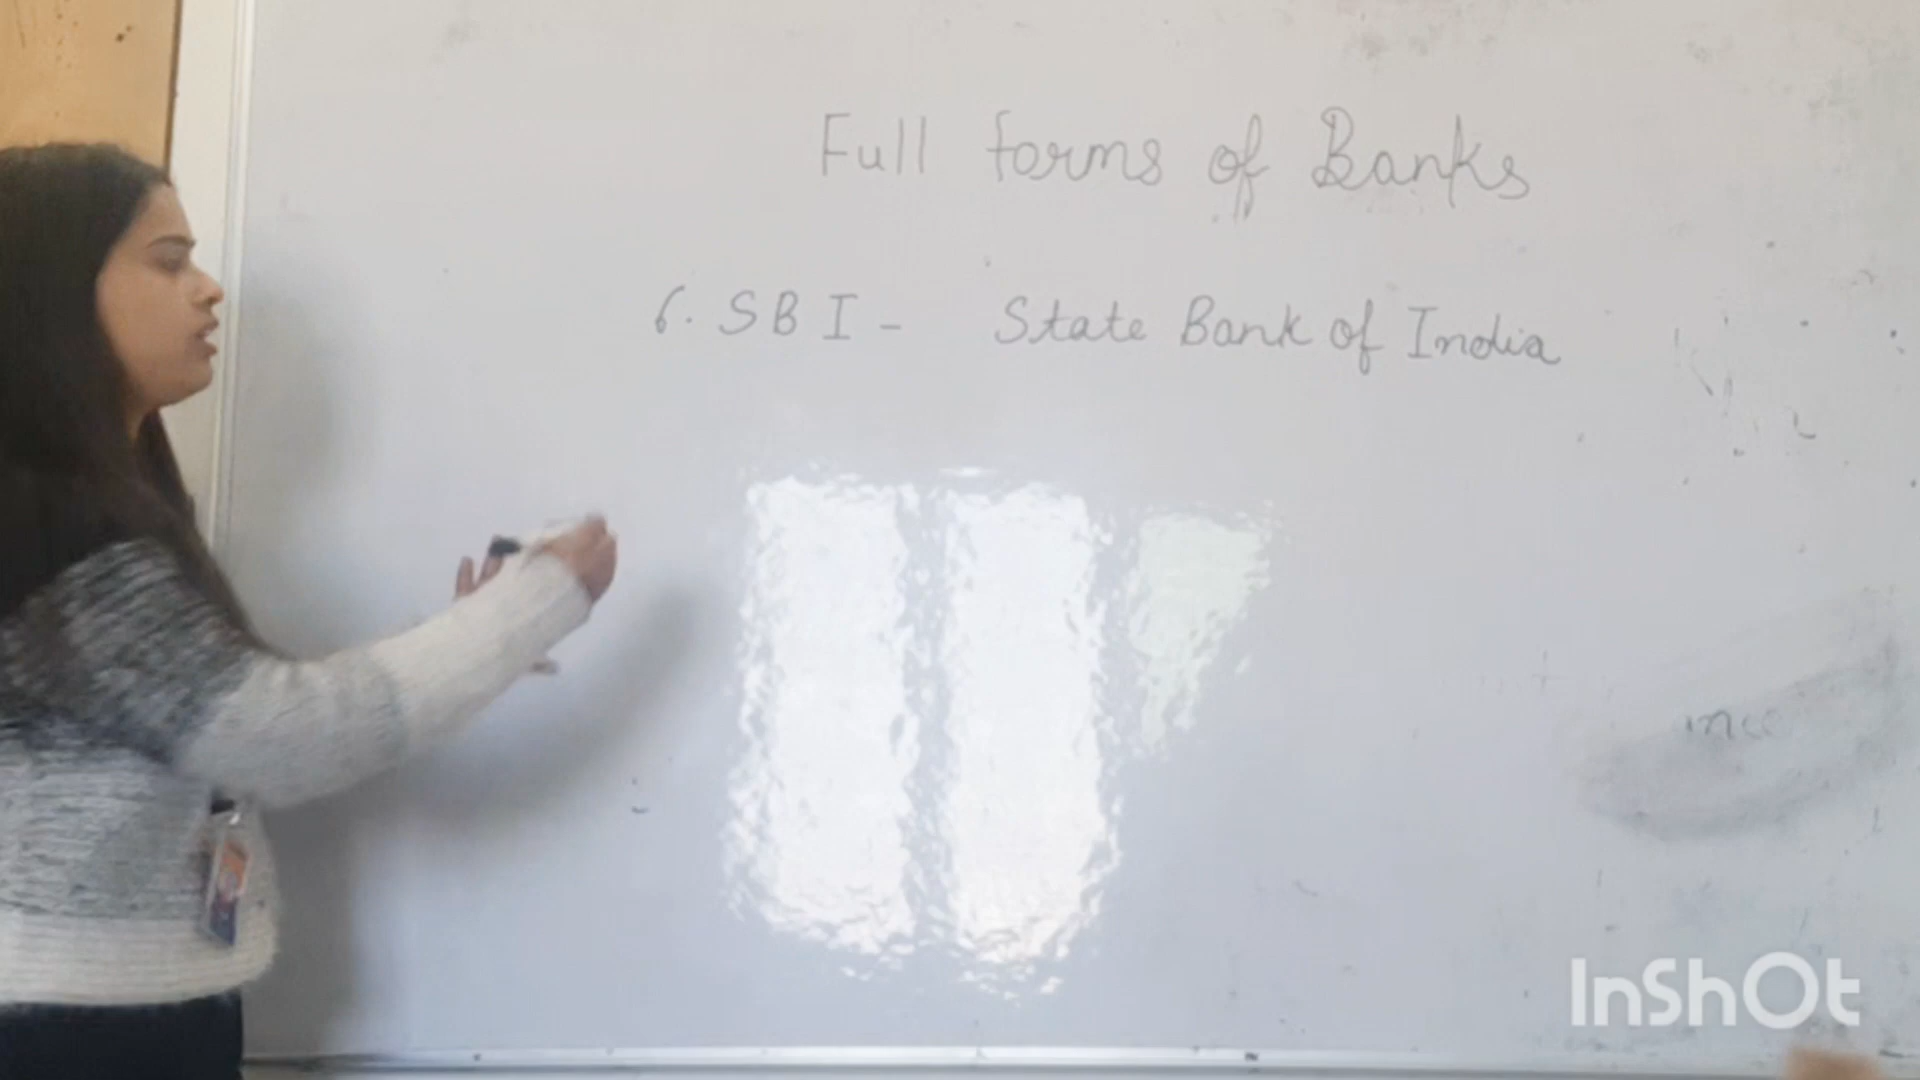 Full forms of Banks
6. SBI - State Bank of India
InShOt